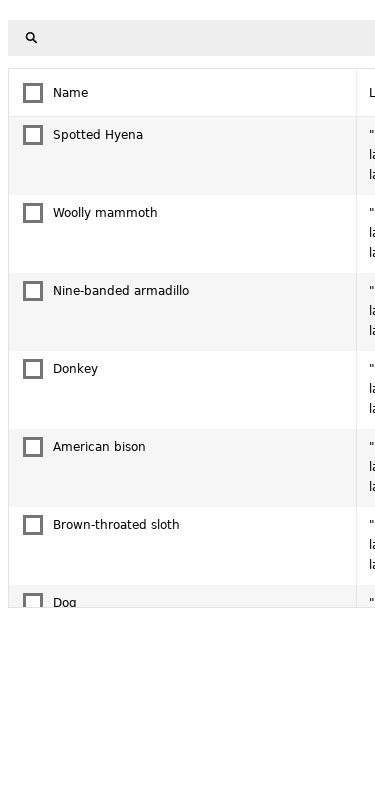 Name L
Spotted Hyena "
la
la
Woolly mammoth "
la
la
Nine-banded armadillo "
la
la
Donkey "
la
la
American bison "
la
la
Brown-throated sloth "
la
la
Dog "